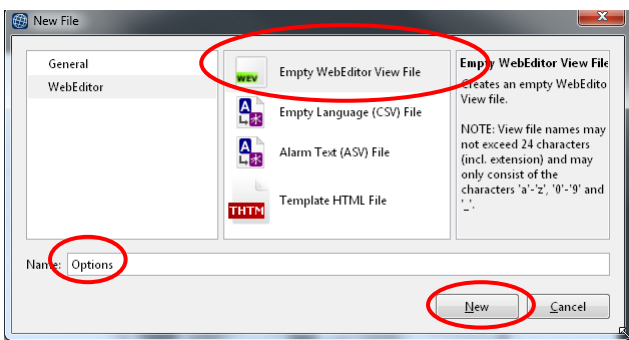 New File
General
WebEditor
WEV
Empty WebEditor View File
Empty Language (CSV) File
Alarm Text (ASV) File
THTM
Template HTML File
Empty WebEditor View File
Creates an empty WebEdito
View file.
NOTE: View file names may
not exceed 24 characters
(incl. extension) and may
only consist of the
characters 'a'-'z', '0'-'9' and
'_'.
Name: Options
New
Cancel